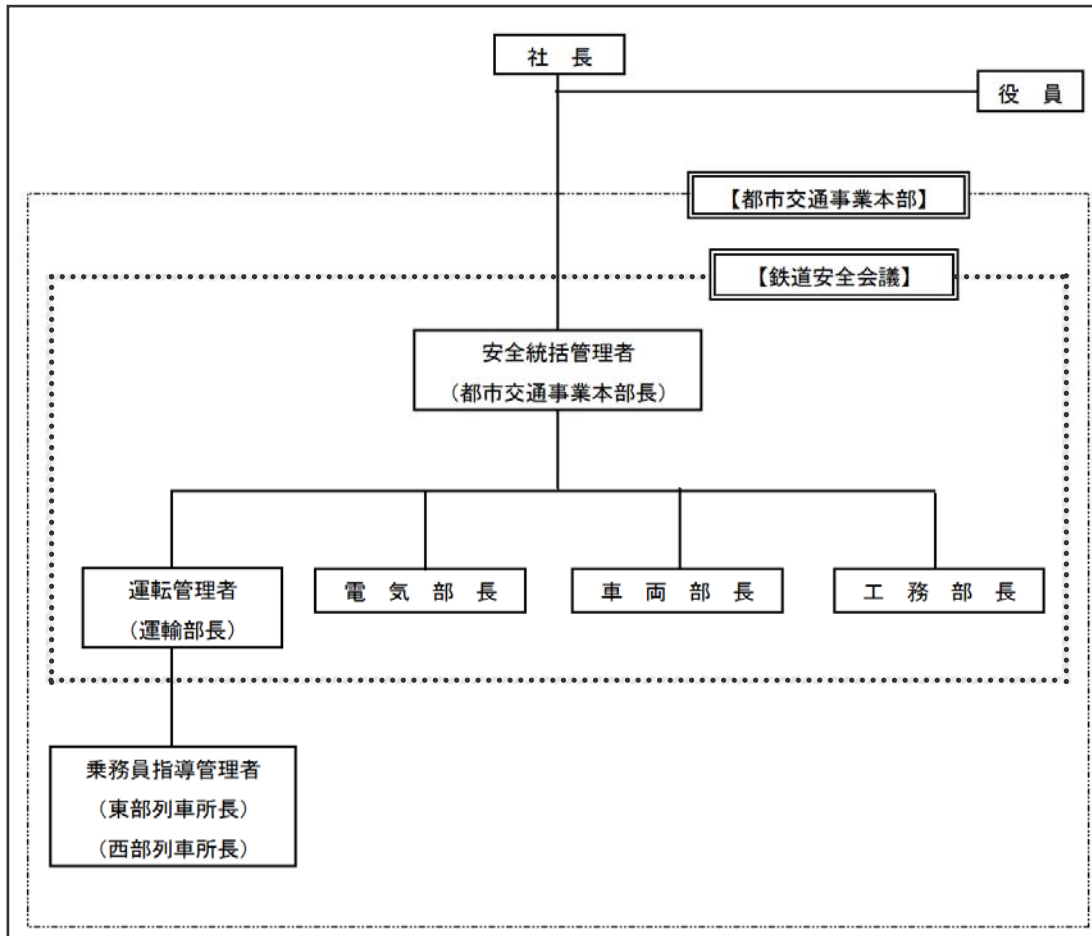 社　長
役　員
【都市交通事業本部】
【鉄道安全会議】
安全統括管理者
（都市交通事業本部長）
運転管理者
（運輸部長）
電　気　部　長
車　両　部　長
工　務　部　長
乗務員指導管理者
（東部列車所長）
（西部列車所長）